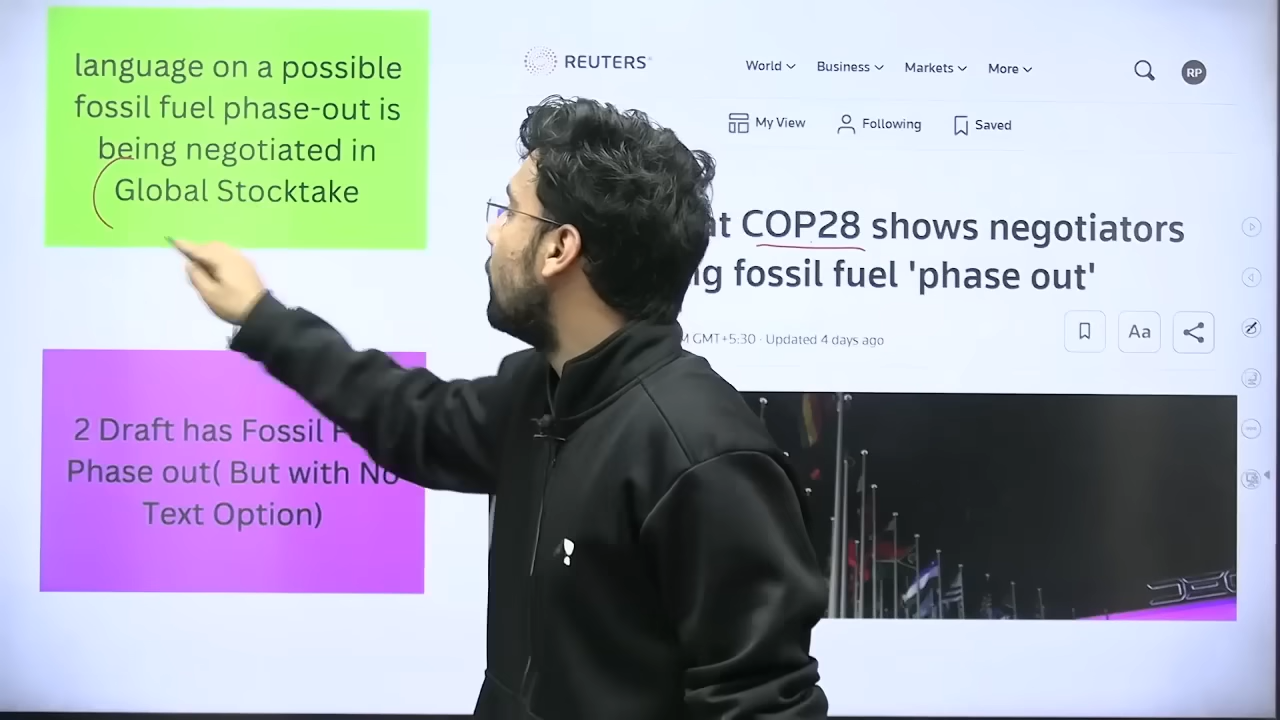 language on a possible
fossil fuel phase-out is
being negotiated in
Global Stocktake
2 Draft has Fossil
Phase out( But with No
Text Option)
REUTERS
World
Business
Markets
More
RP
My View
Following
Saved
at COP28 shows negotiators
fossil fuel 'phase out'
GMT+5:30 · Updated 4 days ago
Aa